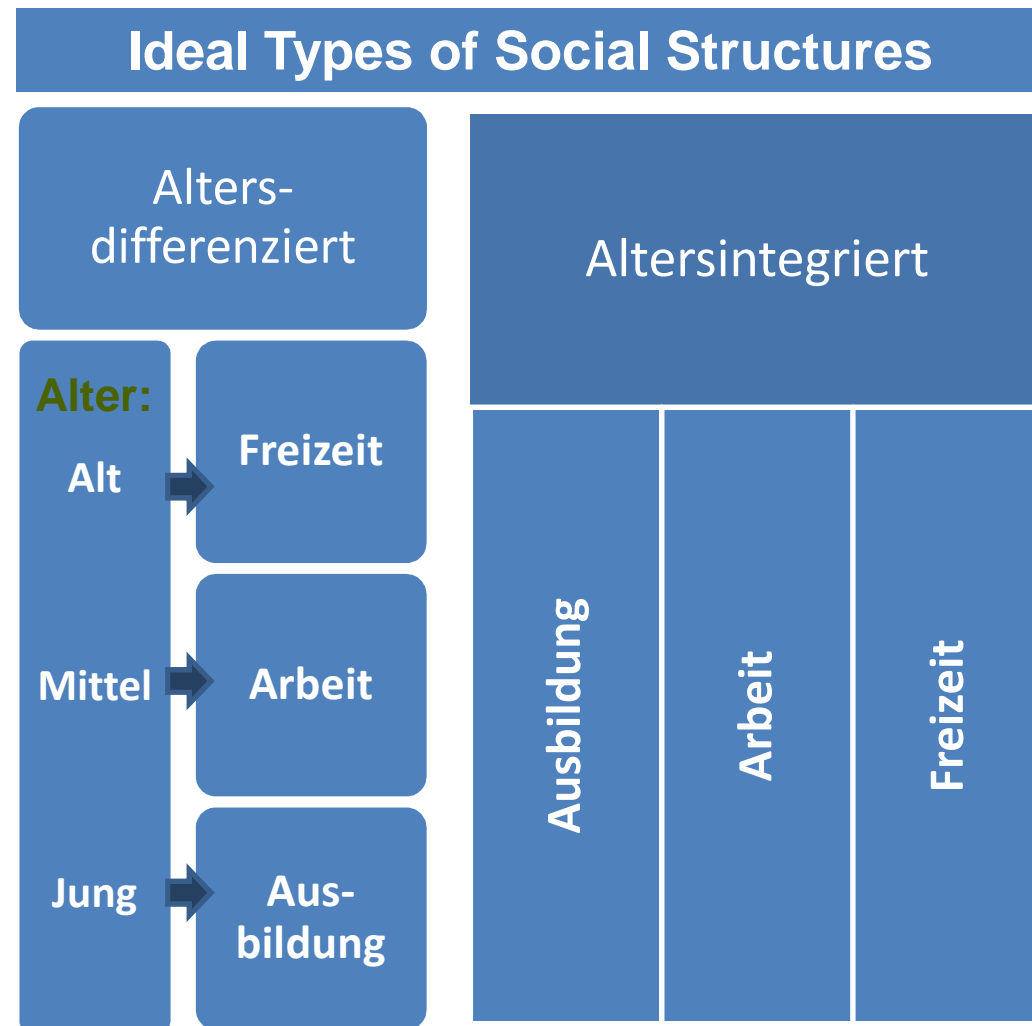 Ideal Types of Social Structures
Alters-
differenziert
Altersintegriert
Alter:
Alt
Freizeit
Mittel
Arbeit
Jung
Aus-
bildung
Ausbildung
Arbeit
Freizeit